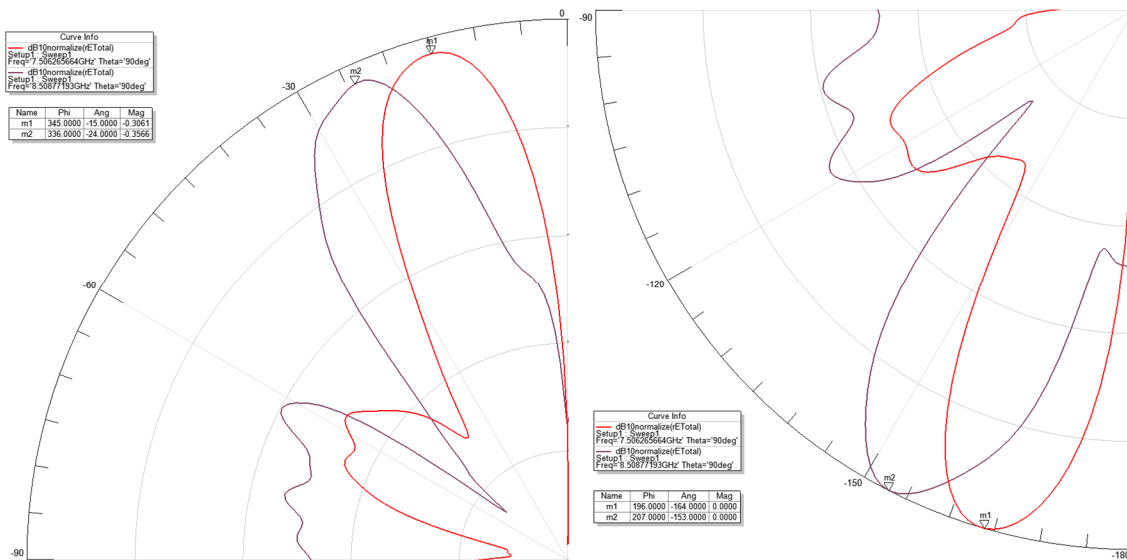 0
-90
m1
Curve Info
dB10normalize(rETotal)
Setup1 : Sweep1
Freq='7.506265664GHz' Theta='90deg'
dB10normalize(rETotal)
Setup1 : Sweep1
Freq='8.50877193GHz' Theta='90deg'
m2
-30
Name Phi Ang Mag
m1 345.0000 -15.0000 -0.3061
m2 336.0000 -24.0000 -0.3566
-60
-120
Curve Info
dB10normalize(rETotal)
Setup1 : Sweep1
Freq='7.506265664GHz' Theta='90deg'
dB10normalize(rETotal)
Setup1 : Sweep1
Freq='8.50877193GHz' Theta='90deg'
-150
m2
Name Phi Ang Mag
m1 196.0000 -164.0000 0.0000
m2 207.0000 -153.0000 0.0000
m1
-90
-180